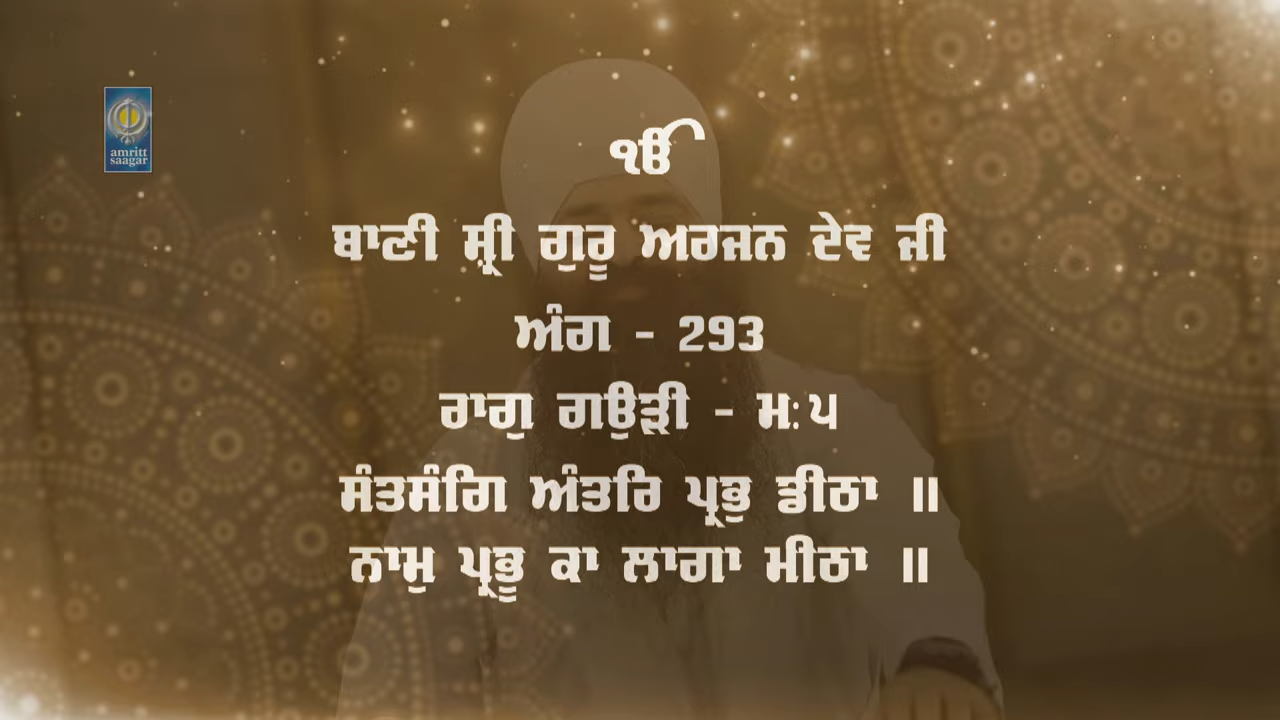 amritt
saagar
ੴ
ਬਾਣੀ ਸ੍ਰੀ ਗੁਰੂ ਅਰਜਨ ਦੇਵ ਜੀ
ਅੰਗ - 293
ਰਾਗੁ ਗਉੜੀ - ਮ: ੫
ਸੰਤਸੰਗਿ ਅੰਤਰਿ ਪ੍ਰਭੁ ਡੀਠਾ ॥
ਨਾਮੁ ਪ੍ਰਭੂ ਕਾ ਲਾਗਾ ਮੀਠਾ ॥